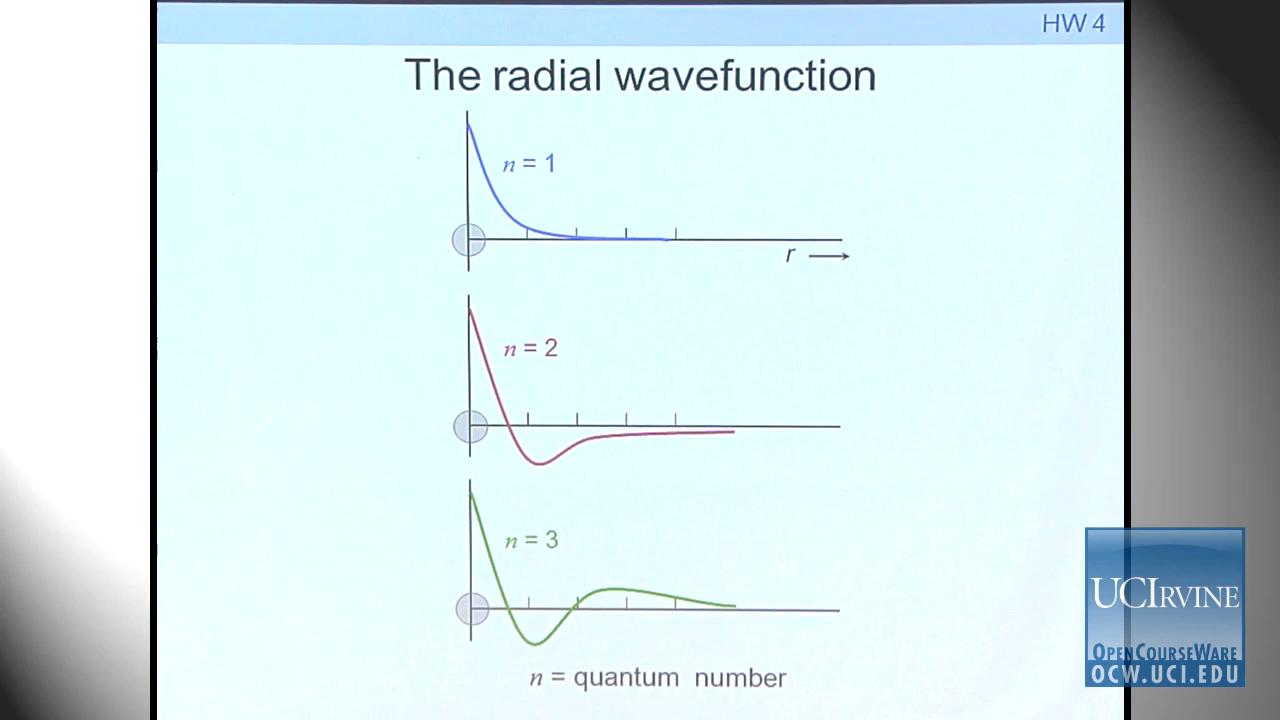 HW 4
The radial wavefunction
n = 1
r
n = 2
n = 3
n = quantum number
UCIRVINE
OPENCOURSEWARE
OCW.UCI.EDU